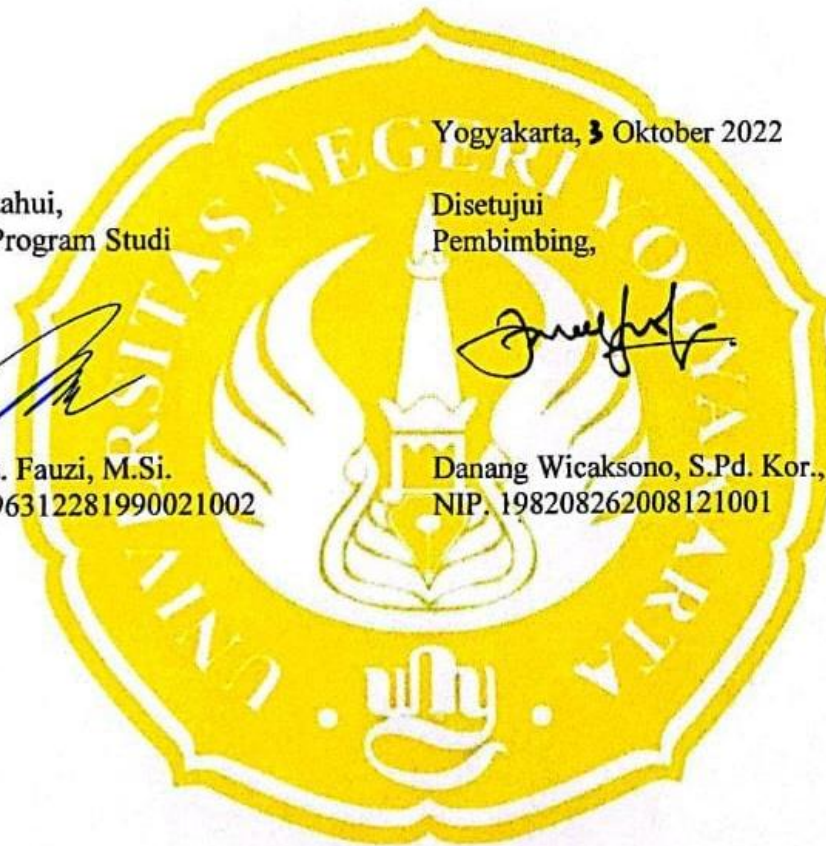 Yogyakarta, 3 Oktober 2022
ahui,
Program Studi
Disetujui
Pembimbing,
. Fauzi, M.Si.
96312281990021002
Danang Wicaksono, S.Pd. Kor.,
NIP. 198208262008121001
UNIVERSITAS NEGERI YOGYAKARTA
uny